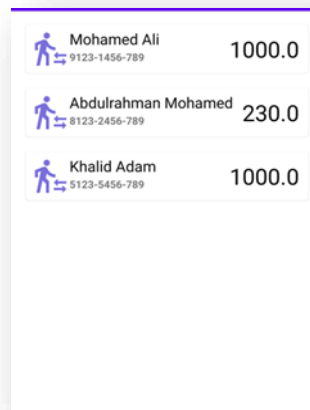 Mohamed Ali
9123-1456-789
1000.0
Abdulrahman Mohamed
8123-2456-789
230.0
Khalid Adam
5123-5456-789
1000.0